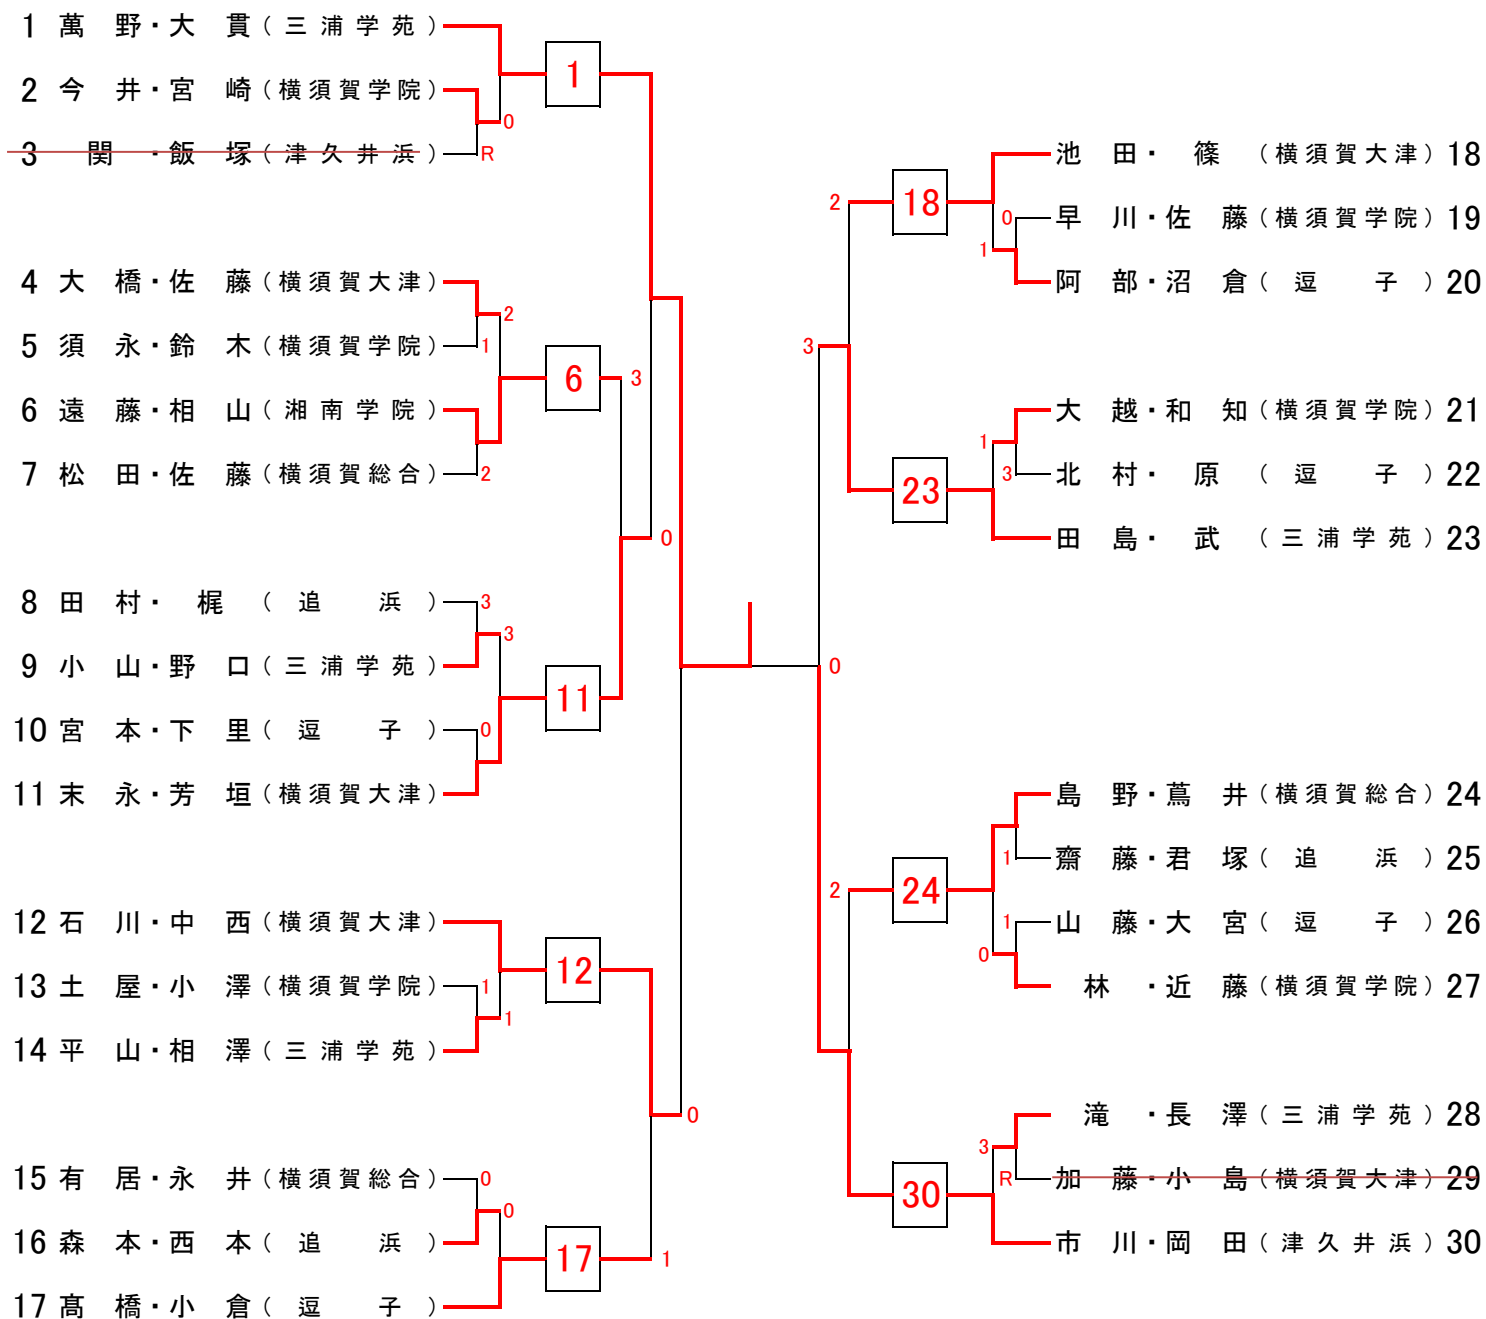 1 萬 野・大 貫（三浦学苑）
1
2 今 井・宮 崎（横須賀学院）
0
3 関 ・飯 塚（津久井浜）
R
4 大 橋・佐 藤（横須賀大津）
2
5 須 永・鈴 木（横須賀学院）
1
6
3
6 遠 藤・相 山（湘南学院）
7 松 田・佐 藤（横須賀総合）
2
0
8 田 村・ 梶 （ 追 浜 ）
3
3
9 小 山・野 口（三浦学苑）
11
10 宮 本・下 里（ 逗 子 ）
0
11 末 永・芳 垣（横須賀大津）
12 石 川・中 西（横須賀大津）
12
13 土 屋・小 澤（横須賀学院）
1
1
14 平 山・相 澤（三浦学苑）
0
15 有 居・永 井（横須賀総合）
0
0
16 森 本・西 本（ 追 浜 ）
17
1
17 髙 橋・小 倉（ 逗 子 ）
池 田・ 篠 （横須賀大津）18
2
18
0
早 川・佐 藤（横須賀学院）19
1
阿 部・沼 倉（ 逗 子 ）20
3
大 越・和 知（横須賀学院）21
1
3
北 村・ 原 （ 逗 子 ）22
23
田 島・ 武 （三浦学苑）23
0
島 野・蔦 井（横須賀総合）24
1
齋 藤・君 塚（ 追 浜 ）25
2
24
1
山 藤・大 宮（ 逗 子 ）26
0
林 ・近 藤（横須賀学院）27
滝 ・長 澤（三浦学苑）28
3
R
加 藤・小 島（横須賀大津）29
30
市 川・岡 田（津久井浜）30